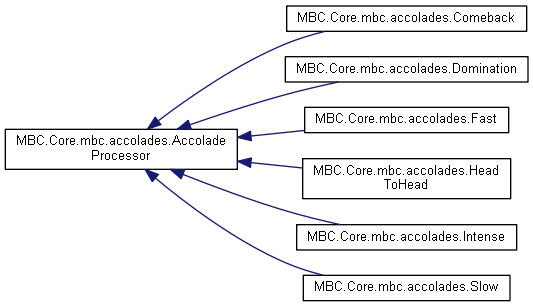 MBC.Core.mbc.accolades.Comeback
MBC.Core.mbc.accolades.Domination
MBC.Core.mbc.accolades.Fast
MBC.Core.mbc.accolades.Accolade
Processor
MBC.Core.mbc.accolades.Head
ToHead
MBC.Core.mbc.accolades.Intense
MBC.Core.mbc.accolades.Slow